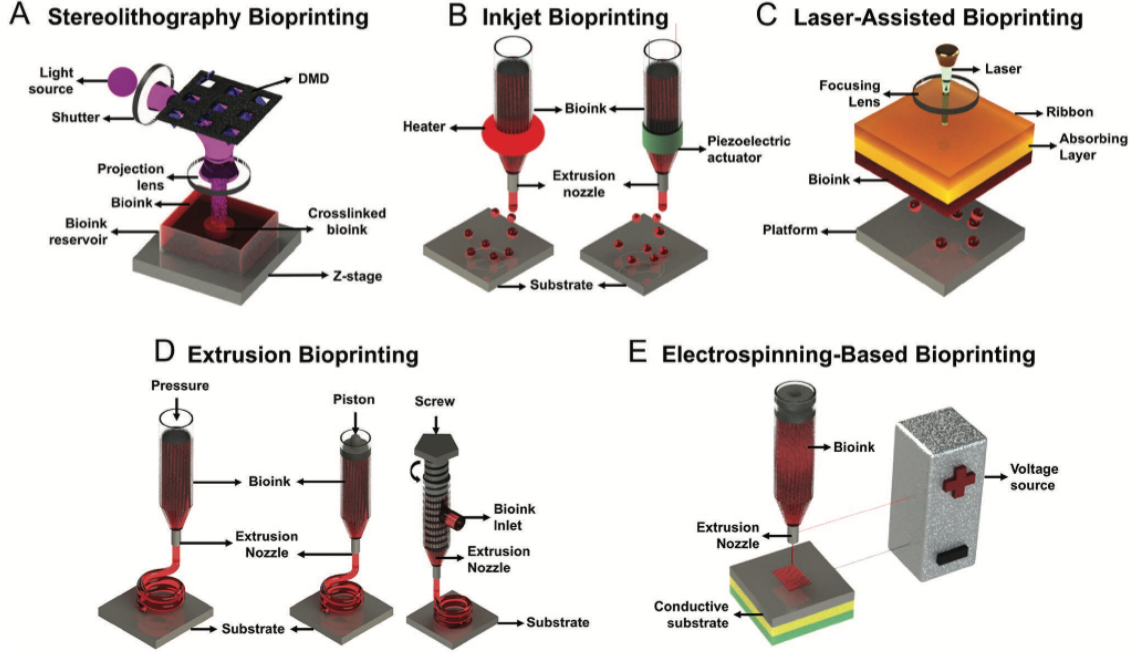 A Stereolithography Bioprinting
Light
source
DMD
Shutter
Projection
lens
Bioink
Bioink
reservoir
Crosslinked
bioink
Z-stage
B Inkjet Bioprinting
Bioink
Heater
Piezoelectric
actuator
Extrusion
nozzle
Substrate
C Laser-Assisted Bioprinting
Laser
Focusing
Lens
Ribbon
Absorbing
Layer
Bioink
Platform
D Extrusion Bioprinting
Pressure
Piston
Screw
Bioink
Bioink
Inlet
Extrusion
Nozzle
Extrusion
Nozzle
Substrate
Substrate
E Electrospinning-Based Bioprinting
Bioink
Voltage
source
Extrusion
Nozzle
Conductive
substrate